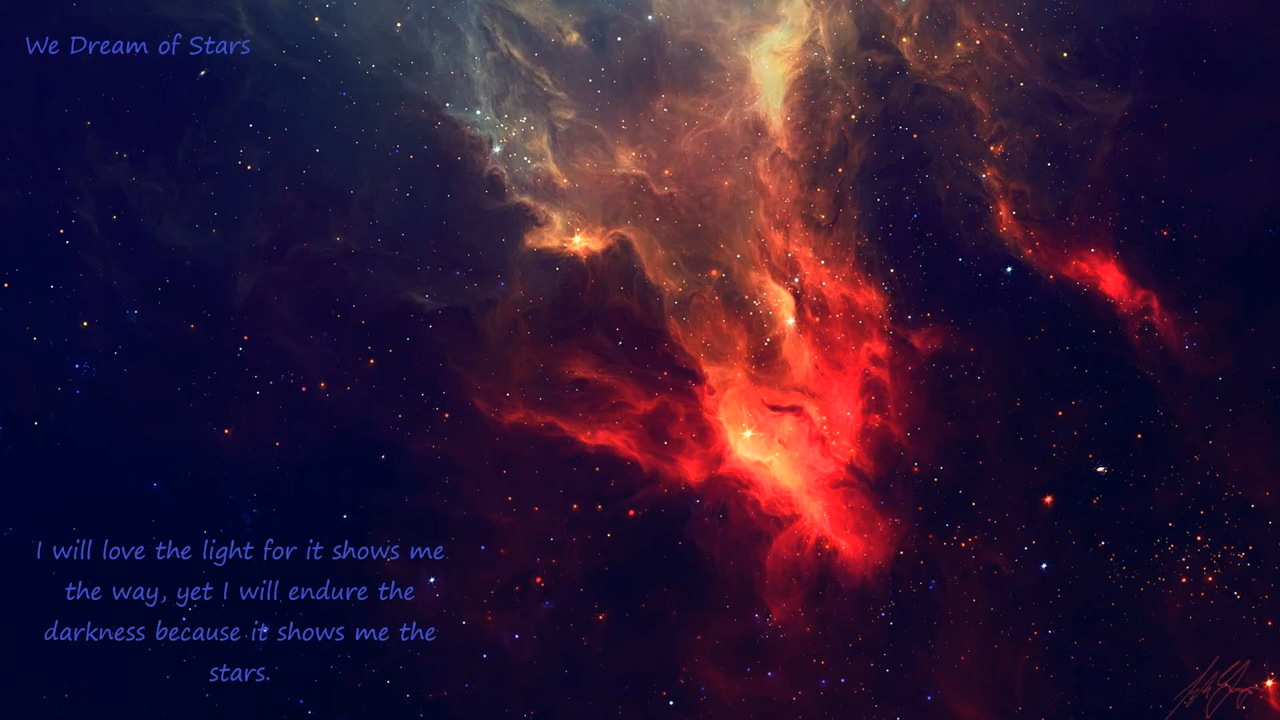 We Dream of Stars
I will love the light for it shows me
the way, yet I will endure the
darkness because it shows me the
stars.